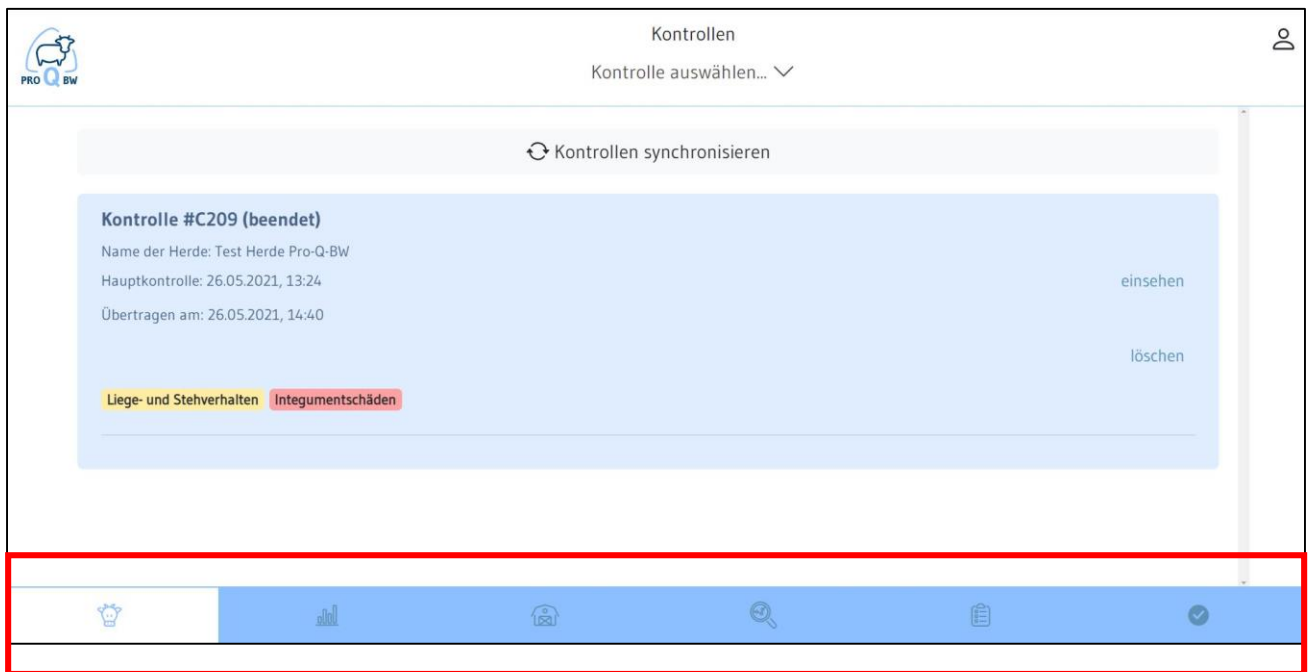 Kontrollen
PRO Q BW
Kontrolle auswählen...
Kontrollen synchronisieren
Kontrolle #C209 (beendet)
Name der Herde: Test Herde Pro-Q-BW
Hauptkontrolle: 26.05.2021, 13:24
einsehen
Übertragen am: 26.05.2021, 14:40
löschen
Liege- und Stehverhalten Integumentschäden